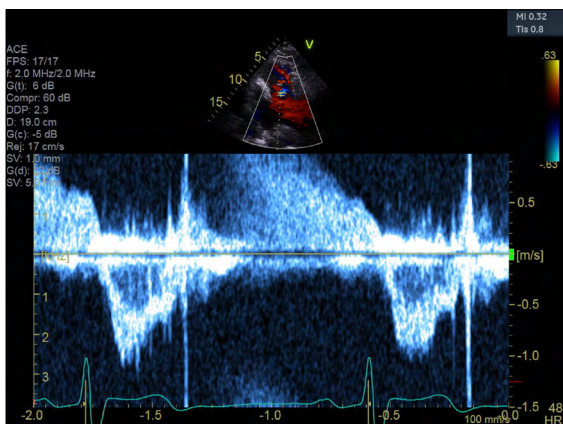 MI 0.32
TIs 0.8
V
ACE
FPS: 17/17
f: 2.0 MHz/2.0 MHz
G(t): 6 dB
Compr: 60 dB
DDP: 2.3
D: 19.0 cm
G(c): -5 dB
Rej: 17 cm/s
SV: 1.0 mm
G(d): dB
SV: 5.
5
10
15
.63
-.63
0.5
[m/s]
-0.5
-1.0
-1.5
1
2
3
-2.0
-1.5
-1.0
-0.5
0.0
100 mm/s
48
HR